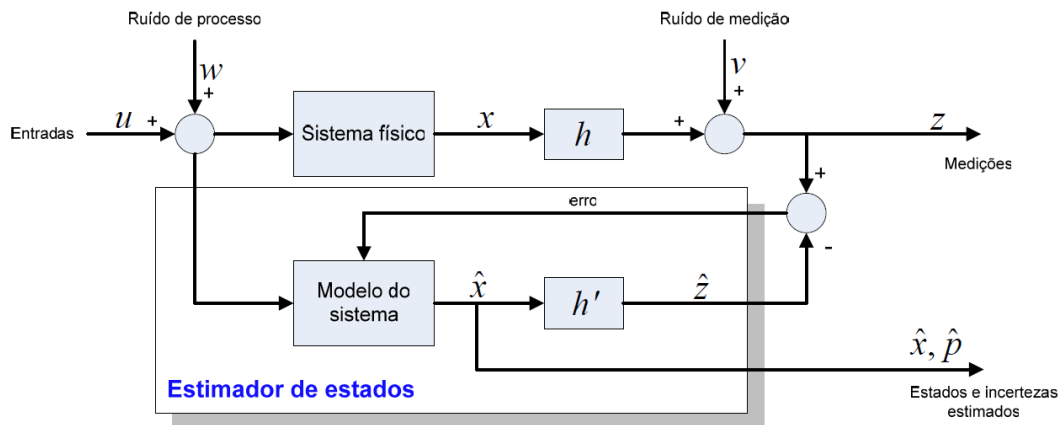 Ruído de processo
Ruído de medição
w
+
v
+
Entradas
u
+
Sistema físico
x
h
+
z
Medições
+
erro
-
Modelo do
sistema
x̂
h'
ẑ
x̂, p̂
Estimador de estados
Estados e incertezas
estimados